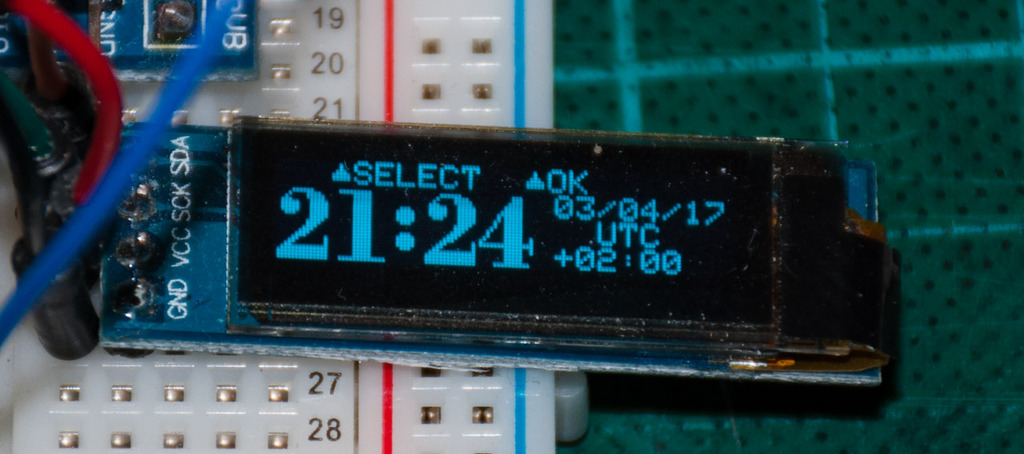 19
20
21
SDA
SCK
VCC
GND
▲SELECT ▲OK
21:24
03/04/17
UTC
+02:00
27
28